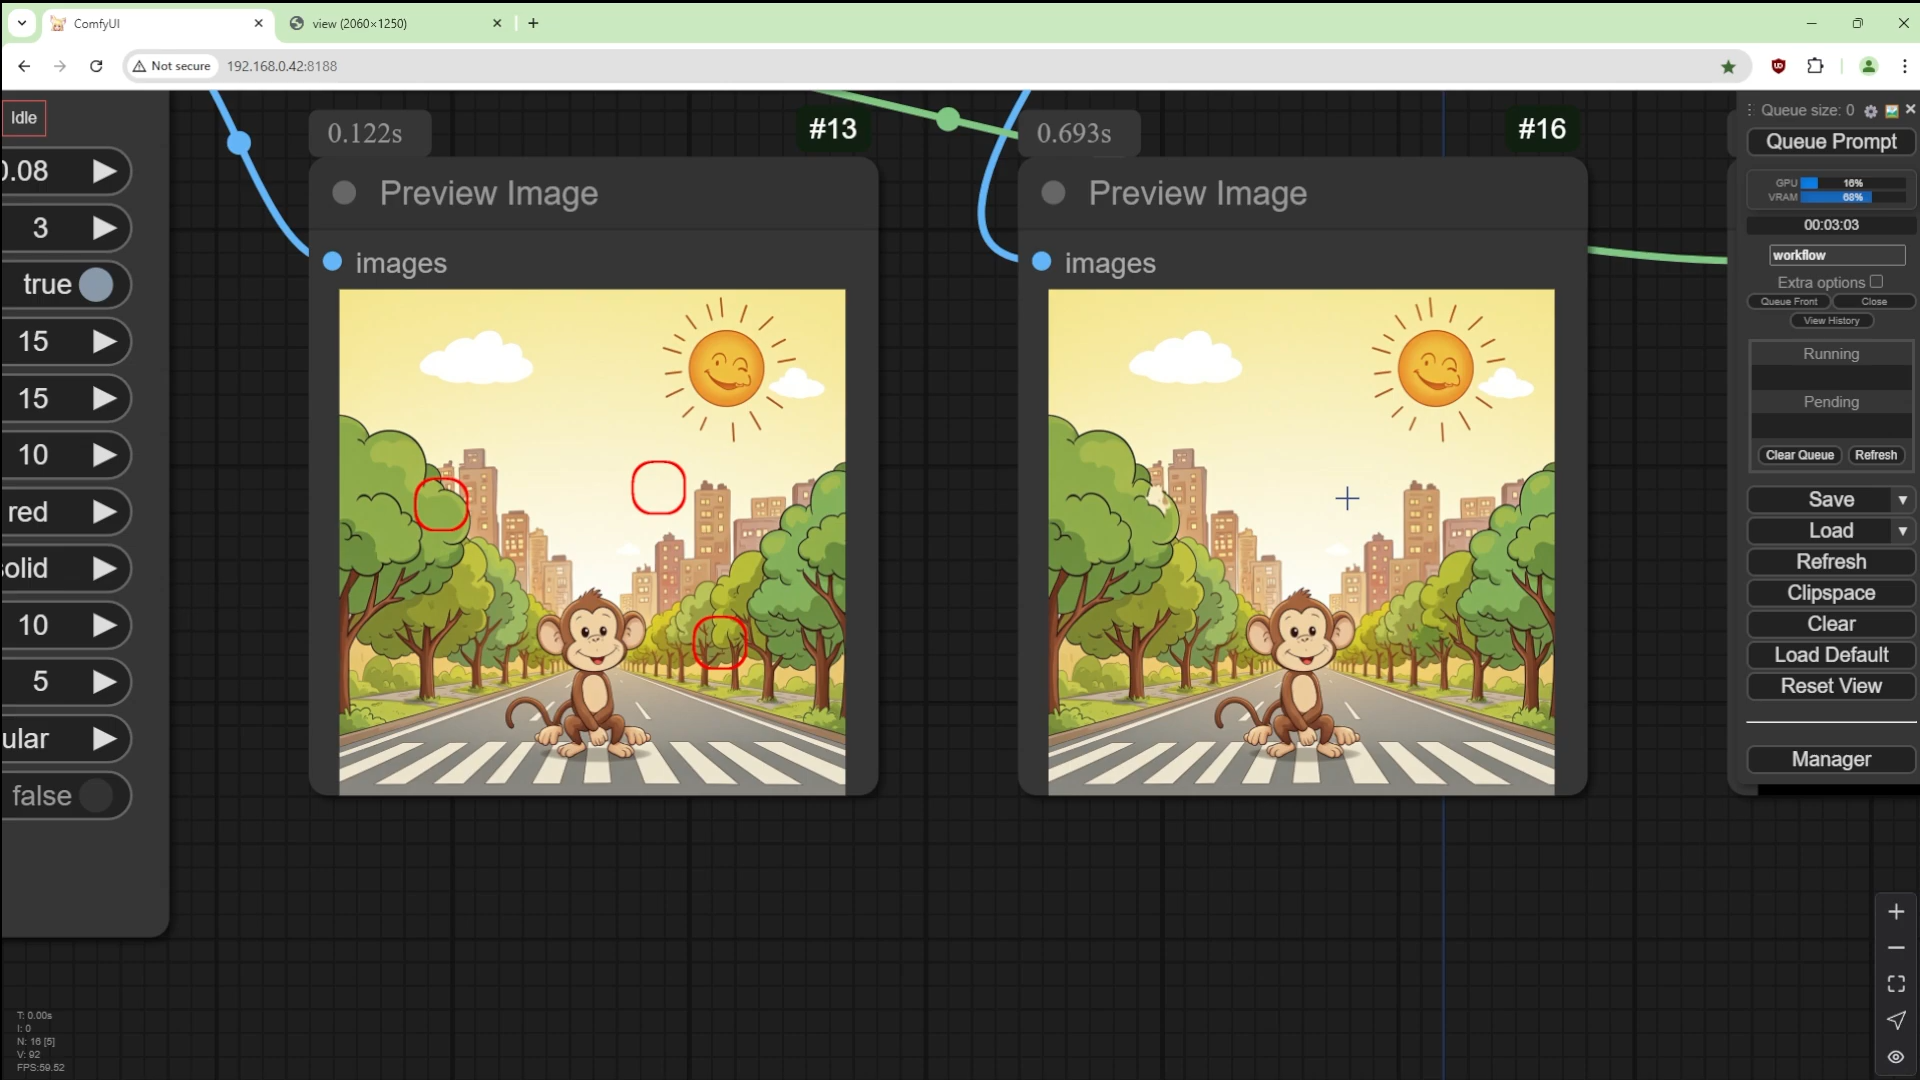 ComfyUI
view (2060×1250)
Not secure
192.168.0.42:8188
Idle
0.08
3
true
15
15
10
red
solid
10
5
ular
false
0.122s
#13
Preview Image
images
0.693s
#16
Preview Image
images
Queue size: 0
Queue Prompt
GPU 16%
VRAM 68%
00:03:03
workflow
Extra options
Queue Front
Close
View History
Running
Pending
Clear Queue
Refresh
Save
Load
Refresh
Clipspace
Clear
Load Default
Reset View
Manager
T: 0.00s
I: 0
N: 16 [5]
V: 92
FPS:59.52